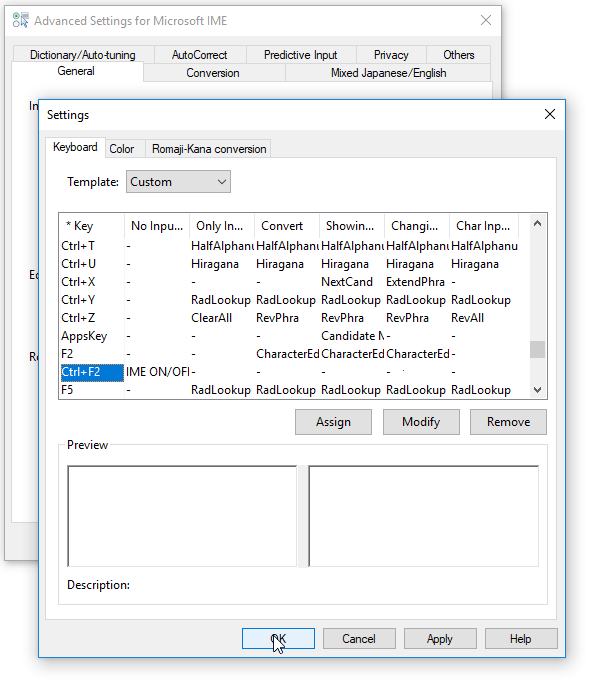 Advanced Settings for Microsoft IME
Dictionary/Auto-tuning AutoCorrect Predictive Input Privacy Others
General Conversion Mixed Japanese/English
Settings
Keyboard Color Romaji-Kana conversion
Template: Custom
* Key No Inpu... Only In... Convert Showin... Changi... Char Inp...
Ctrl+T - HalfAlphanu HalfAlphanu HalfAlphanu HalfAlphanu HalfAlphanu
Ctrl+U - Hiragana Hiragana Hiragana Hiragana Hiragana
Ctrl+X - - - NextCand ExtendPhra -
Ctrl+Y - RadLookup RadLookup RadLookup RadLookup RadLookup
Ctrl+Z - ClearAll RevPhra RevPhra RevPhra RevAll
AppsKey - - - Candidate M - -
F2 - - CharacterEd CharacterEd CharacterEd -
Ctrl+F2 IME ON/OFF - - - - -
F5 - RadLookup RadLookup RadLookup RadLookup RadLookup
Assign Modify Remove
Preview
Description:
OK Cancel Apply Help